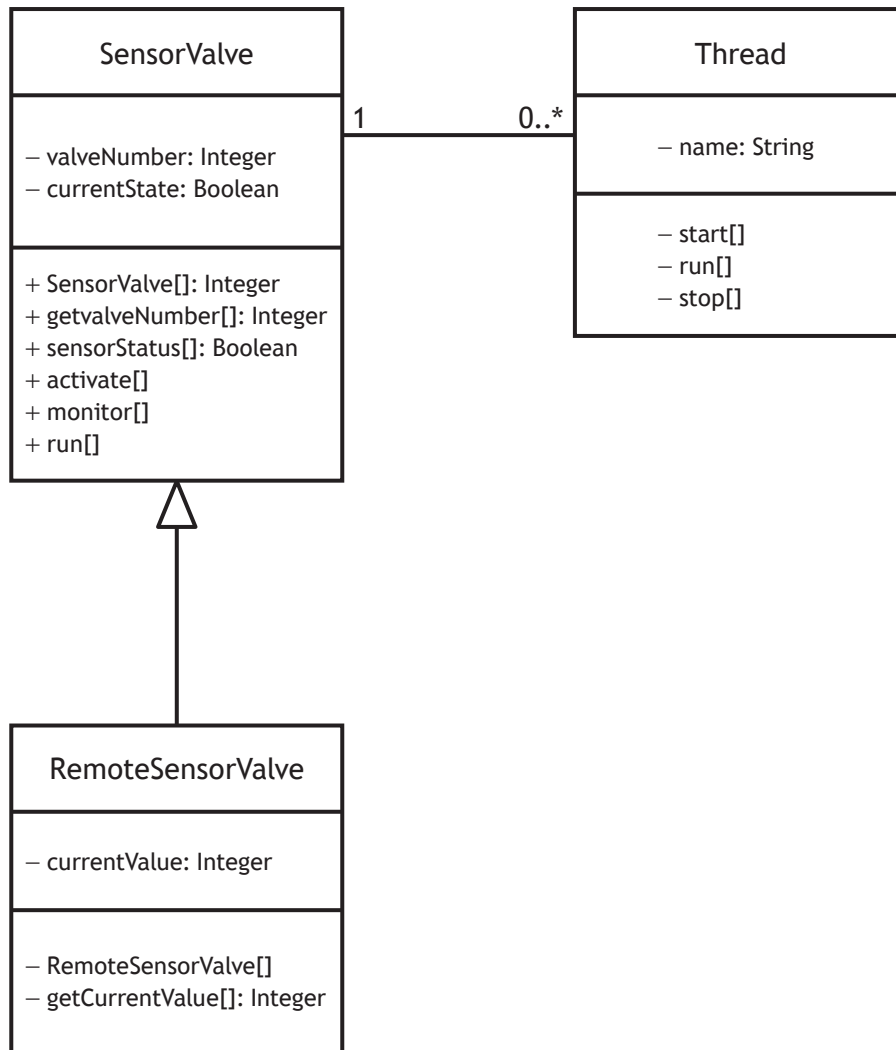 SensorValve
– valveNumber: Integer
– currentState: Boolean
+ SensorValve[]: Integer
+ getvalveNumber[]: Integer
+ sensorStatus[]: Boolean
+ activate[]
+ monitor[]
+ run[]
1
0..*
Thread
– name: String
– start[]
– run[]
– stop[]
RemoteSensorValve
– currentValue: Integer
– RemoteSensorValve[]
– getCurrentValue[]: Integer